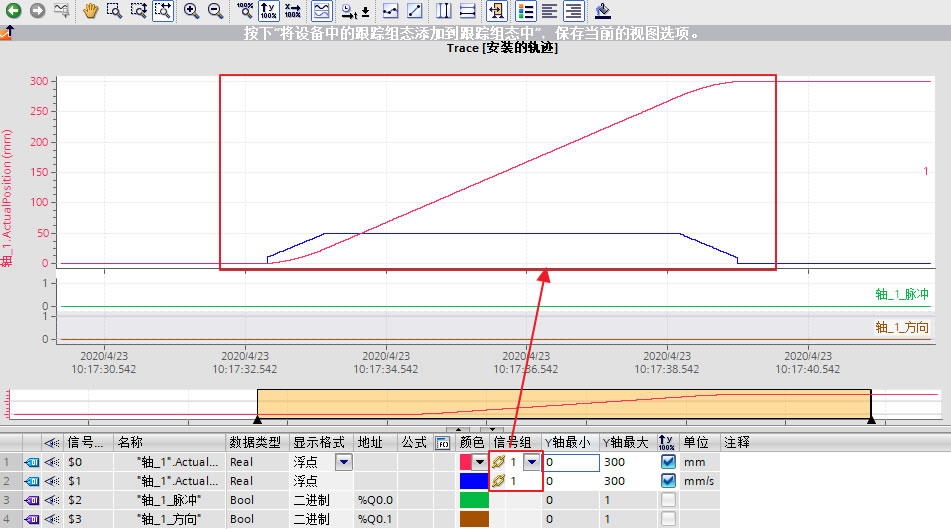 100% y 100% x→ 100%
按下“将设备中的跟踪组态添加到跟踪组态中”，保存当前的视图选项。
Trace [安装的轨迹]
轴_1.ActualPosition (mm)
300
250
200
150
100
50
0
1
1
0
轴_1_脉冲
1
0
轴_1_方向
2020/4/23 2020/4/23 2020/4/23 2020/4/23 2020/4/23 2020/4/23
10:17:30.542 10:17:32.542 10:17:34.542 10:17:36.542 10:17:38.542 10:17:40.542
信号... 名称 数据类型 显示格式 地址 公式 颜色 信号组 Y轴最小 Y轴最大 y 100% 单位 注释
1 $0 "轴_1".Actual... Real 浮点 1 0 300 mm
2 $1 "轴_1".Actual... Real 浮点 1 0 300 mm/s
3 $2 "轴_1_脉冲" Bool 二进制 %Q0.0 0 1
4 $3 "轴_1_方向" Bool 二进制 %Q0.1 0 1